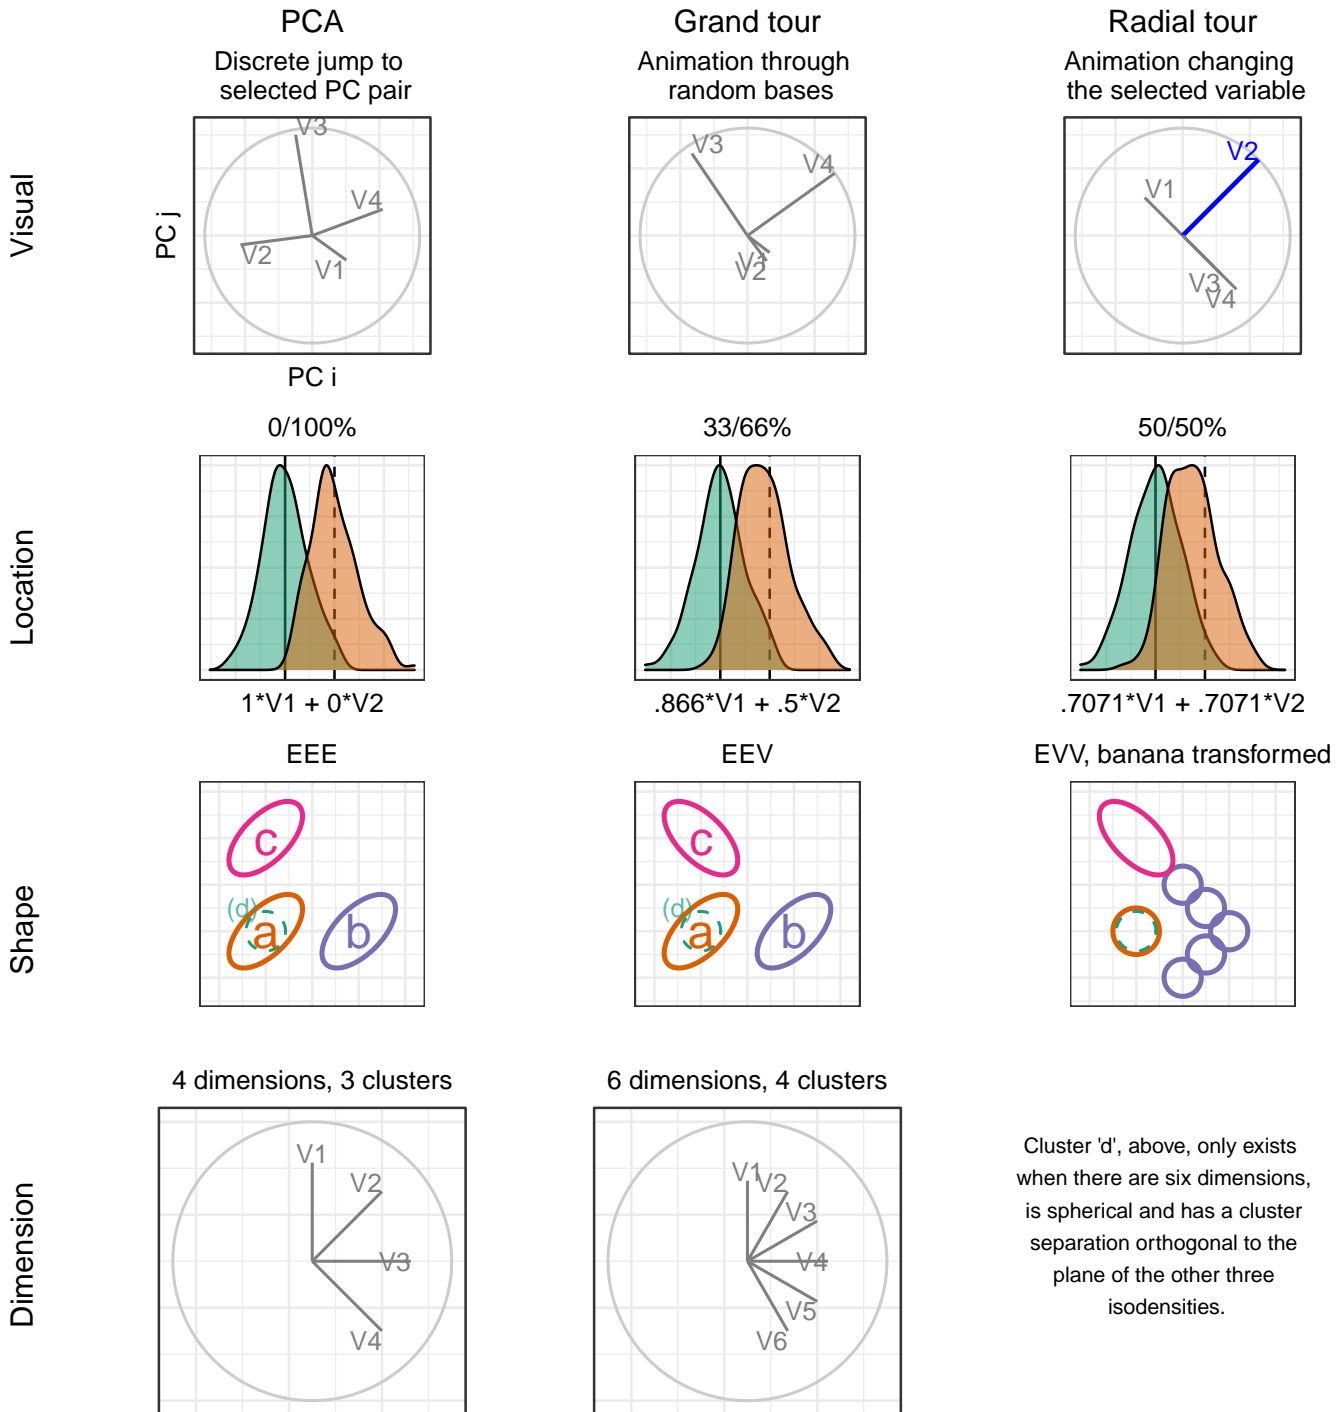 PCA
Grand tour
Radial tour
Discrete jump to
selected PC pair
Animation through
random bases
Animation changing
the selected variable
Visual
PC j
V3
V4
V2
V1
PC i
V3
V4
V1
V2
V2
V1
V3
V4
Location
0/100%
33/66%
50/50%
1*V1 + 0*V2
.866*V1 + .5*V2
.7071*V1 + .7071*V2
Shape
EEE
EEV
EVV, banana transformed
c
(d)
a
b
c
(d)
a
b
Dimension
4 dimensions, 3 clusters
6 dimensions, 4 clusters
V1
V2
V3
V4
V1
V2
V3
V4
V5
V6
Cluster 'd', above, only exists
when there are six dimensions,
is spherical and has a cluster
separation orthogonal to the
plane of the other three
isodensities.